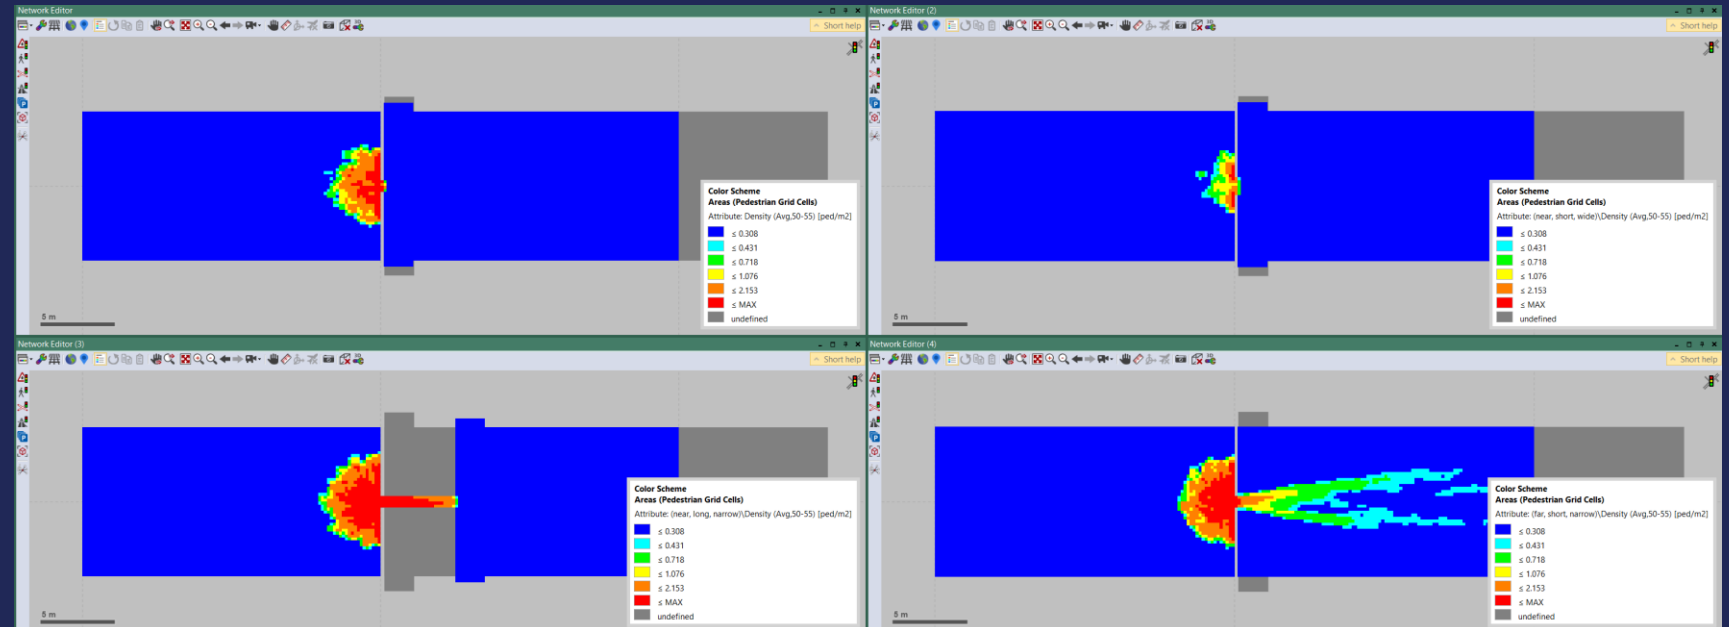 Network Editor
Short help
Color Scheme
Areas (Pedestrian Grid Cells)
Attribute: Density (Avg,50-55) [ped/m2]
≤ 0.308
≤ 0.431
≤ 0.718
≤ 1.076
≤ 2.153
≤ MAX
undefined
5 m
Network Editor (2)
Short help
Color Scheme
Areas (Pedestrian Grid Cells)
Attribute: (near, short, wide)\Density (Avg,50-55) [ped/m2]
≤ 0.308
≤ 0.431
≤ 0.718
≤ 1.076
≤ 2.153
≤ MAX
undefined
5 m
Network Editor (3)
Short help
Color Scheme
Areas (Pedestrian Grid Cells)
Attribute: (near, long, narrow)\Density (Avg,50-55) [ped/m2]
≤ 0.308
≤ 0.431
≤ 0.718
≤ 1.076
≤ 2.153
≤ MAX
undefined
5 m
Network Editor (4)
Short help
Color Scheme
Areas (Pedestrian Grid Cells)
Attribute: (far, short, narrow)\Density (Avg,50-55) [ped/m2]
≤ 0.308
≤ 0.431
≤ 0.718
≤ 1.076
≤ 2.153
≤ MAX
undefined
5 m